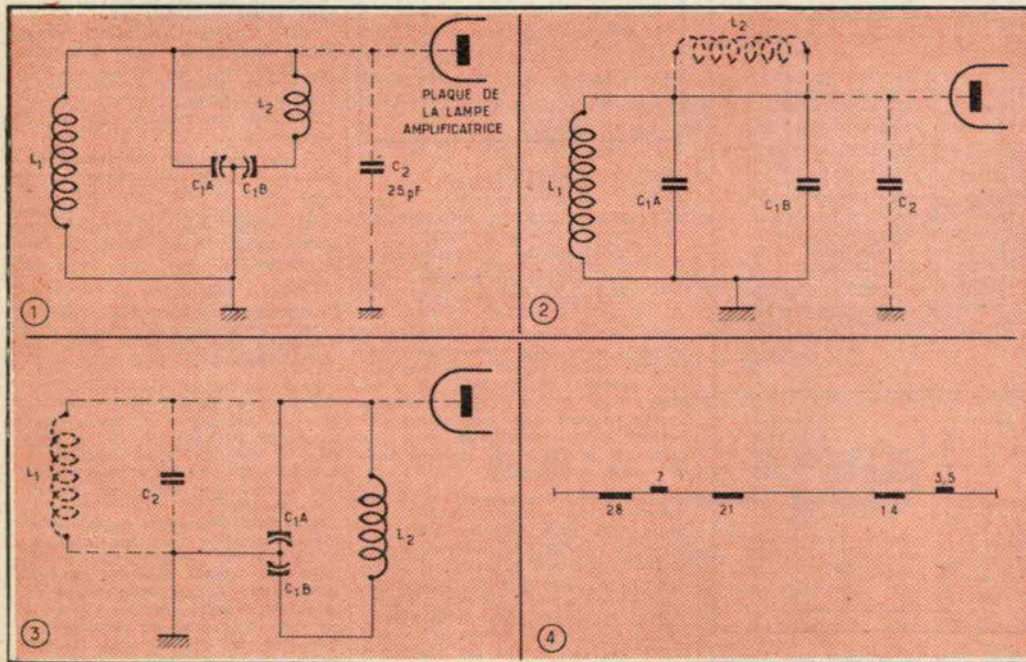 L1
C1A
C1B
L2
C2
25pF
PLAQUE DE
LA LAMPE
AMPLIFICATRICE
1
L2
L1
C1A
C1B
C2
2
L1
C2
C1A
C1B
L2
3
7
3,5
28
21
14
4